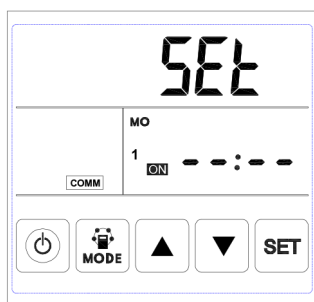 SEt
MO
1 ON --:--
COMM
MODE
SET